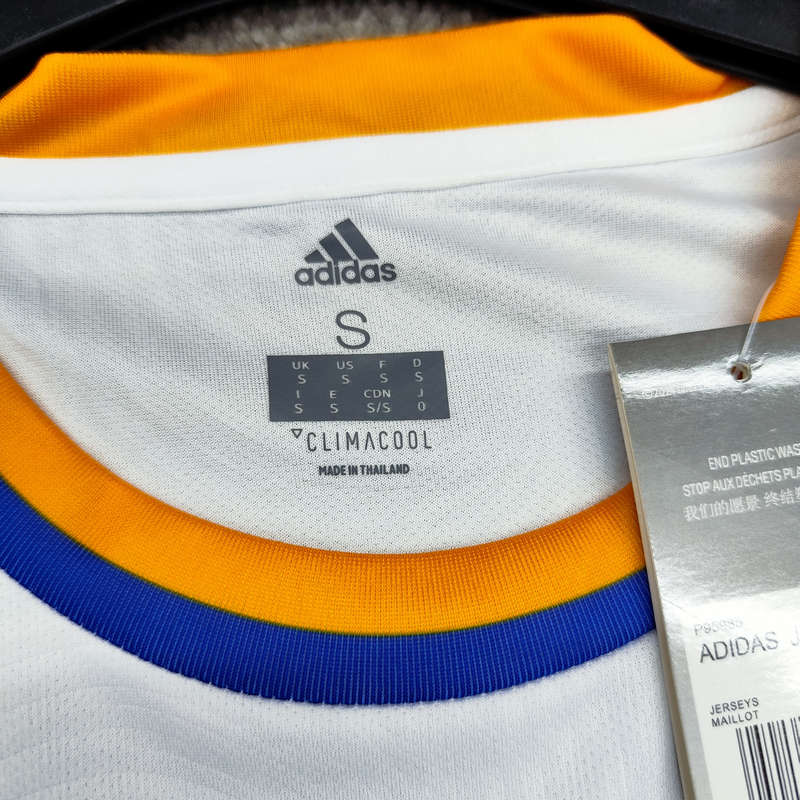 adidas
S
UK US F D
S S S S
I E CDN J
S S S/S O
CLIMACOOL
MADE IN THAILAND
END PLASTIC WAS
STOP AUX DÉCHETS PLA
我们的愿景 终结
P95985
ADIDAS J
JERSEYS
MAILLOT